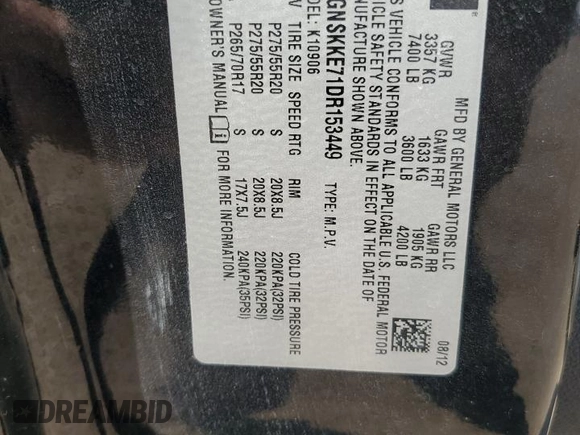 MFD BY GENERAL MOTORS LLC
08/12
GVWR
GAWR FRT
GAWR RR
3357 KG
1633 KG
1905 KG
7400 LB
3600 LB
4200 LB
VEHICLE CONFORMS TO ALL APPLICABLE U.S. FEDERAL MOTOR
SAFETY STANDARDS IN EFFECT ON THE DATE OF
SHOWN ABOVE.
GNSKKE71DR153449
TYPE: M.P.V.
MODEL: K10906
TIRE SIZE
SPEED RTG
RIM
COLD TIRE PRESSURE
P275/55R20
S
20X8.5J
220KPA(32PSI)
P275/55R20
S
20X8.5J
220KPA(32PSI)
P265/70R17
S
17X7.5J
240KPA(35PSI)
OWNER'S MANUAL
FOR MORE INFORMATION.
DREAMBID